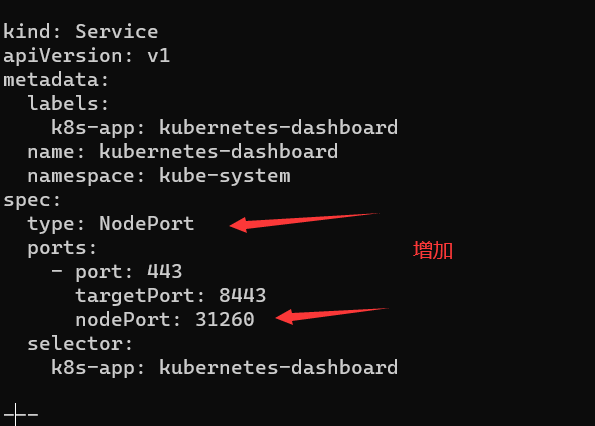 kind: Service
apiVersion: v1
metadata:
  labels:
    k8s-app: kubernetes-dashboard
  name: kubernetes-dashboard
  namespace: kube-system
spec:
  type: NodePort
  ports:
增加
    - port: 443
      targetPort: 8443
      nodePort: 31260
  selector:
    k8s-app: kubernetes-dashboard
---